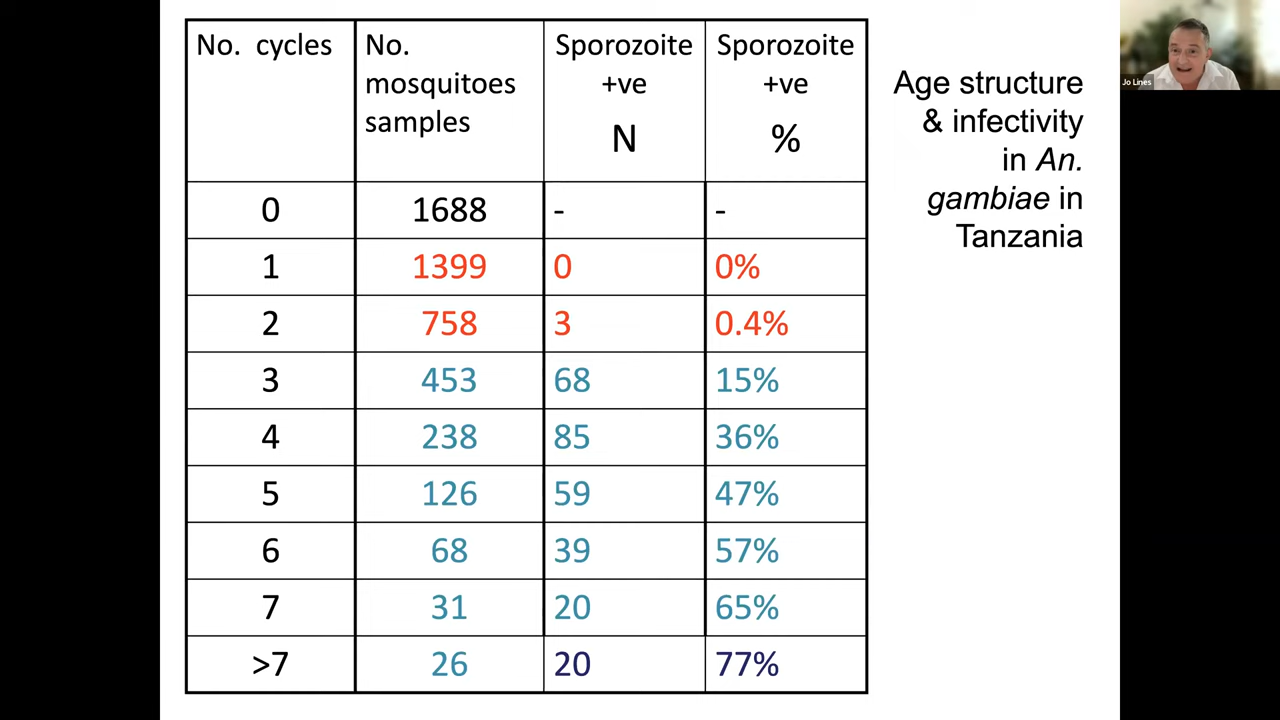 No. cycles
No. mosquitoes samples
Sporozoite +ve N
Sporozoite +ve %
0 1688 - -
1 1399 0 0%
2 758 3 0.4%
3 453 68 15%
4 238 85 36%
5 126 59 47%
6 68 39 57%
7 31 20 65%
>7 26 20 77%
Age structure
& infectivity
in An.
gambiae in
Tanzania
Jo Lines